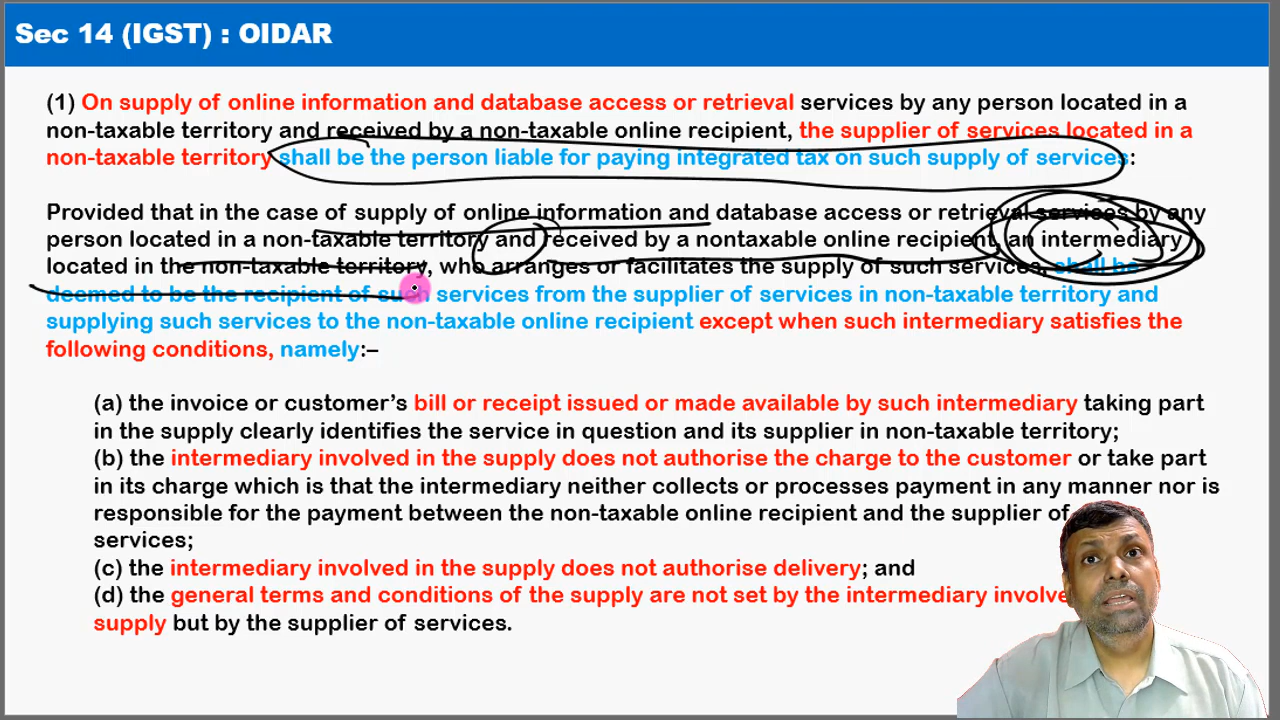 Sec 14 (IGST) : OIDAR
(1) On supply of online information and database access or retrieval services by any person located in a
non-taxable territory and received by a non-taxable online recipient, the supplier of services located in a
non-taxable territory shall be the person liable for paying integrated tax on such supply of services:
Provided that in the case of supply of online information and database access or retrieval services by any
person located in a non-taxable territory and received by a nontaxable online recipient, an intermediary
located in the non-taxable territory, who arranges or facilitates the supply of such services, shall be
deemed to be the recipient of such services from the supplier of services in non-taxable territory and
supplying such services to the non-taxable online recipient except when such intermediary satisfies the
following conditions, namely:–
(a) the invoice or customer’s bill or receipt issued or made available by such intermediary taking part
in the supply clearly identifies the service in question and its supplier in non-taxable territory;
(b) the intermediary involved in the supply does not authorise the charge to the customer or take part
in its charge which is that the intermediary neither collects or processes payment in any manner nor is
responsible for the payment between the non-taxable online recipient and the supplier of
services;
(c) the intermediary involved in the supply does not authorise delivery; and
(d) the general terms and conditions of the supply are not set by the intermediary
supply but by the supplier of services.